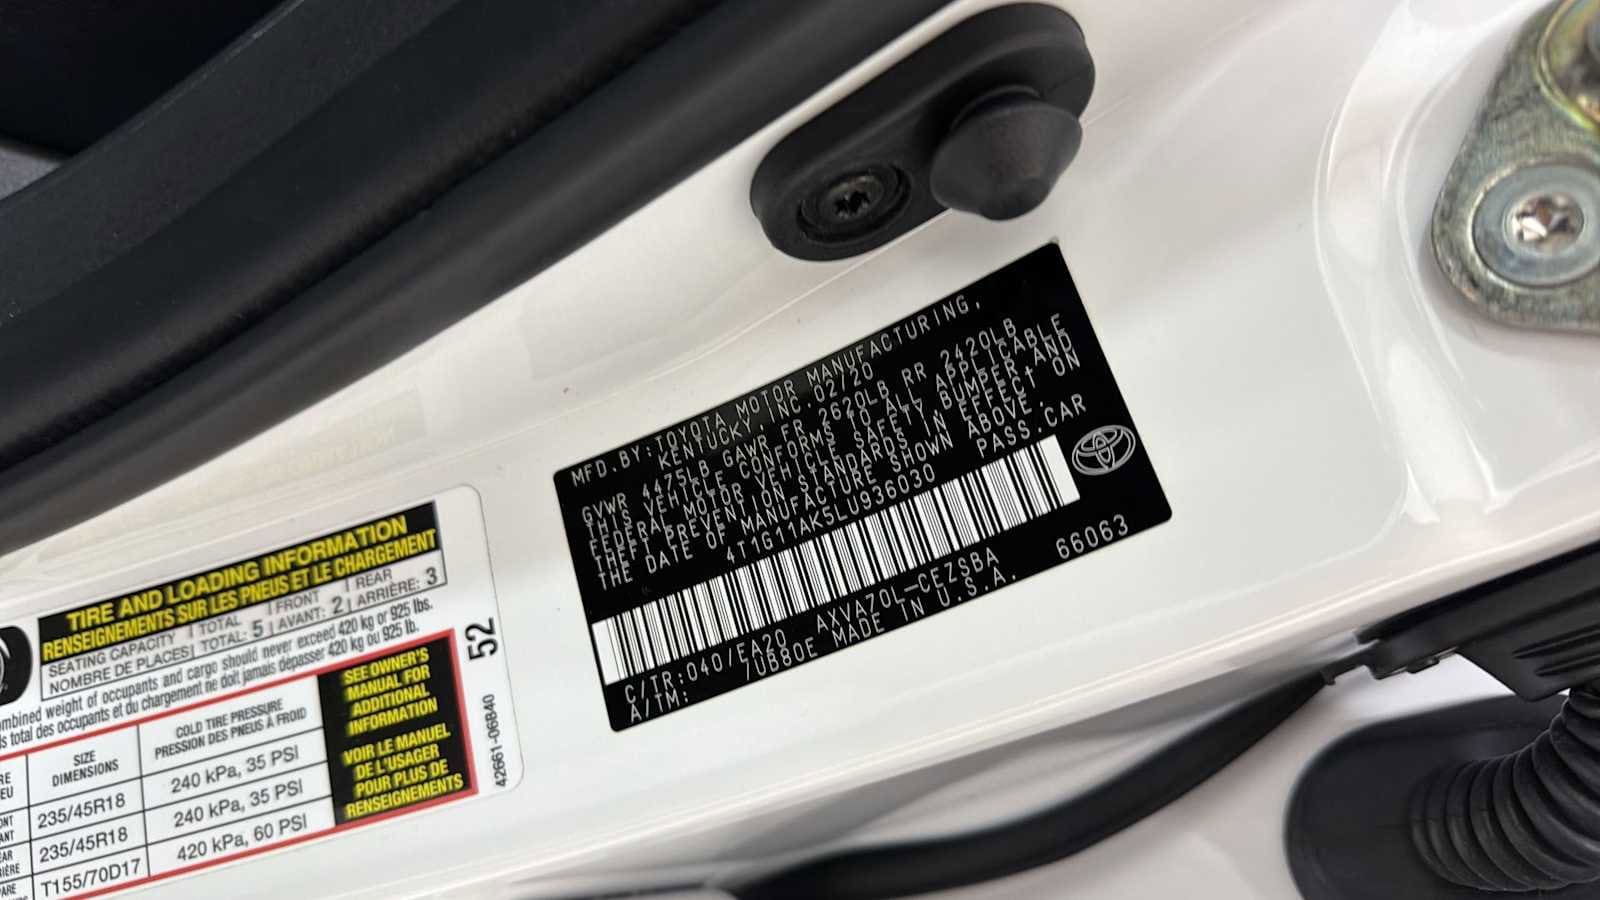 MFD.BY:TOYOTA MOTOR MANUFACTURING,
KENTUCKY, INC.02/20
GVWR 4475LB GAWR FR 2620LB RR 2420LB
THIS VEHICLE CONFORMS TO ALL APPLICABLE
FEDERAL MOTOR VEHICLE SAFETY,BUMPER,AND
THEFT PREVENTION STANDARDS IN EFFECT ON
THE DATE OF MANUFACTURE SHOWN ABOVE.
4T1G11AK5LU936030 PASS.CAR
C/TR:040/EA20 AXVA70L-CEZSBA 66063
A/TM: /UB80E MADE IN U.S.A.
TIRE AND LOADING INFORMATION
RENSEIGNEMENTS SUR LES PNEUS ET LE CHARGEMENT
SEATING CAPACITY TOTAL FRONT REAR
NOMBRE DE PLACES TOTAL: 5 AVANT: 2 ARRIÈRE: 3
weight of occupants and cargo should never exceed 420 kg or 925 lbs.
total des occupants et du chargement ne doit jamais dépasser 420 kg ou 925 lb.
SIZE COLD TIRE PRESSURE
DIMENSIONS PRESSION DES PNEUS À FROID
235/45R18 240 kPa, 35 PSI
235/45R18 240 kPa, 35 PSI
T155/70D17 420 kPa, 60 PSI
SEE OWNER'S
MANUAL FOR
ADDITIONAL
INFORMATION
VOIR LE MANUEL
DE L'USAGER
POUR PLUS DE
RENSEIGNEMENTS
52
42661-06B40